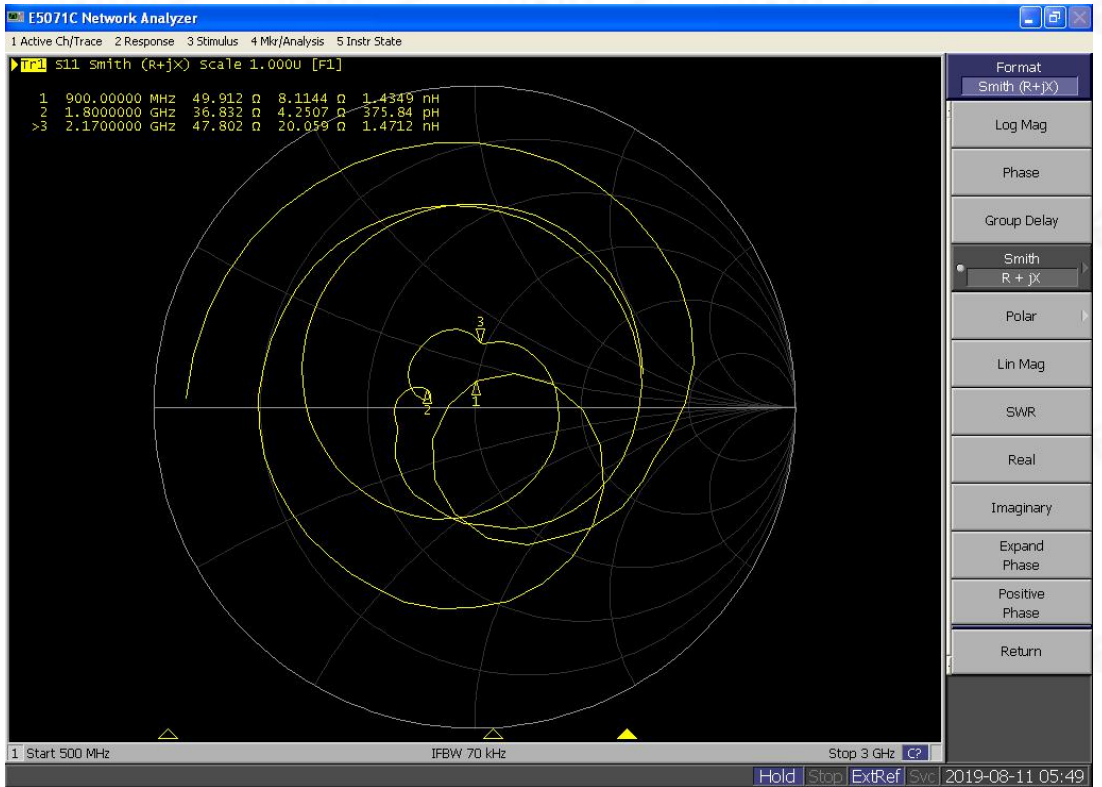 E5071C Network Analyzer
1 Active Ch/Trace 2 Response 3 Stimulus 4 Mkr/Analysis 5 Instr State
Tr1 S11 Smith (R+jX) Scale 1.000U [F1]
1 900.00000 MHz 49.912 Ω 8.1144 Ω 1.4349 nH
2 1.8000000 GHz 36.832 Ω 4.2507 Ω 375.84 pH
>3 2.1700000 GHz 47.802 Ω 20.059 Ω 1.4712 nH
3
2
1
Format
Smith (R+jX)
Log Mag
Phase
Group Delay
Smith
R + jX
Polar
Lin Mag
SWR
Real
Imaginary
Expand
Phase
Positive
Phase
Return
1 Start 500 MHz IFBW 70 kHz Stop 3 GHz C?
Hold Stop ExtRef Svc 2019-08-11 05:49